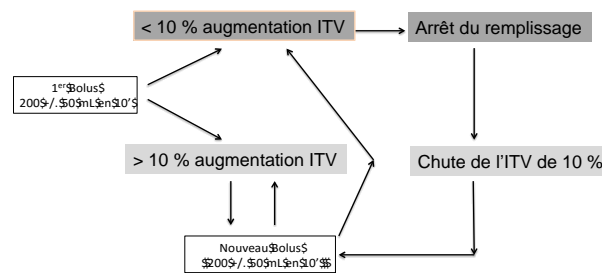 < 10 % augmentation ITV
Arrêt du remplissage
1er$Bolus$
200$+/.$50$mL$en$10'$
> 10 % augmentation ITV
Chute de l'ITV de 10 %
Nouveau$Bolus$
$$200$+/.$50$mL$en$10'$$$